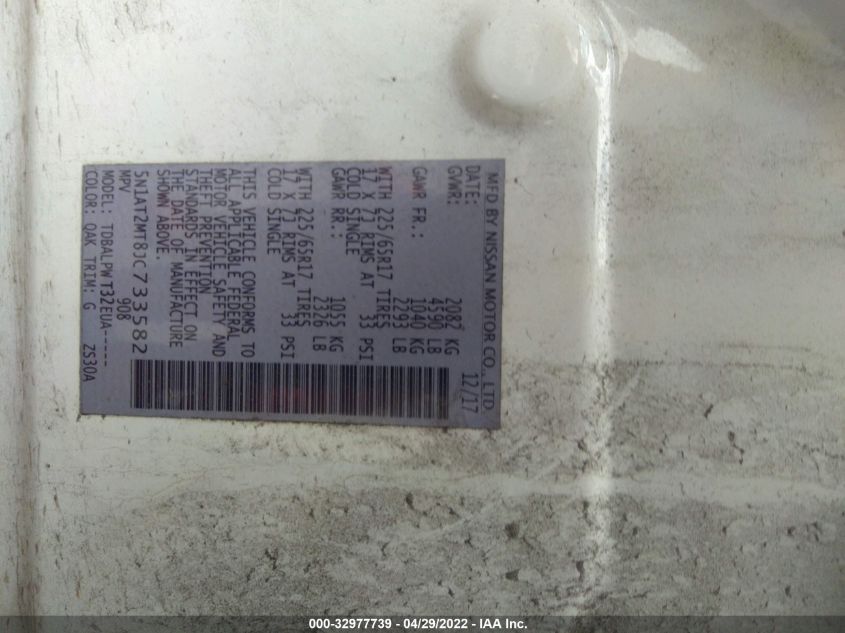 MFD BY NISSAN MOTOR CO., LTD.
DATE: 12/17
GVWR: 2082 KG
4590 LB
GAWR FR.: 1040 KG
2293 LB
WITH 225/65R17 TIRES
17 X 7J RIMS AT 33 PSI
COLD SINGLE
GAWR RR.: 1055 KG
2326 LB
WITH 225/65R17 TIRES
17 X 7J RIMS AT 33 PSI
COLD SINGLE
THIS VEHICLE CONFORMS TO
ALL APPLICABLE FEDERAL
MOTOR VEHICLE SAFETY AND
THEFT PREVENTION
STANDARDS IN EFFECT ON
THE DATE OF MANUFACTURE
SHOWN ABOVE.
5N1AT2MT8JC733582
MPV 908
MODEL: TDBALPWT32EUA-----
COLOR: QAK TRIM: G ZS30A
000-32977739 - 04/29/2022 - IAA Inc.